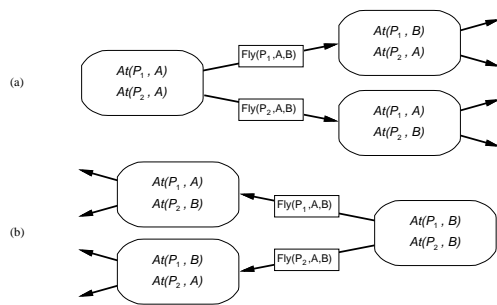 (a)
At(P₁ , A)
At(P₂ , A)
Fly(P₁,A,B)
Fly(P₂,A,B)
At(P₁ , B)
At(P₂ , A)
At(P₁ , A)
At(P₂ , B)
(b)
At(P₁ , A)
At(P₂ , B)
At(P₁ , B)
At(P₂ , A)
Fly(P₁,A,B)
Fly(P₂,A,B)
At(P₁ , B)
At(P₂ , B)